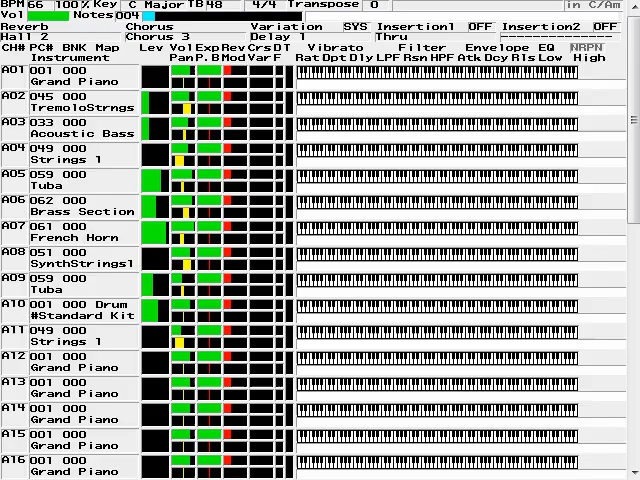 BPM 66 100% Key C Major TB 48 4/4 Transpose 0 in C/Am
Vol Notes 004
Reverb Chorus Variation SYS Insertion1 OFF Insertion2 OFF
Hall 2 Chorus 3 Delay 1 Thru --------------
CH# PC# BNK Map Lev Vol Exp Rev Crs DT Vibrato Filter Envelope EQ NRPN
Instrument Pan P.B Mod Var F Rat Dpt Dly LPF Rsn HPF Atk Dcy Rls Low High
A01 001 000
Grand Piano
A02 045 000
TremoloStrngs
A03 033 000
Acoustic Bass
A04 049 000
Strings 1
A05 059 000
Tuba
A06 062 000
Brass Section
A07 061 000
French Horn
A08 051 000
SynthStrings1
A09 059 000
Tuba
A10 001 000 Drum
#Standard Kit
A11 049 000
Strings 1
A12 001 000
Grand Piano
A13 001 000
Grand Piano
A14 001 000
Grand Piano
A15 001 000
Grand Piano
A16 001 000
Grand Piano